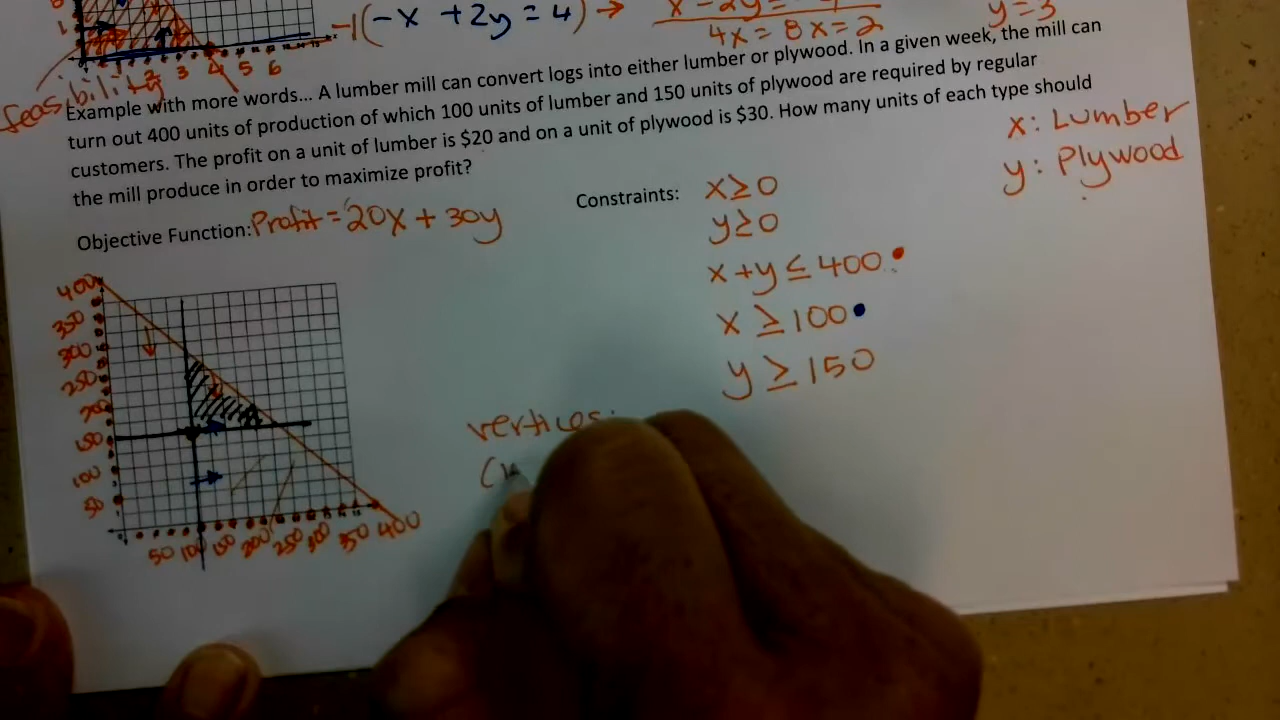 -1(-x + 2y = 4) →
4x = 8 x = 2
y = 3
3 4 5 6
feasibility
Example with more words... A lumber mill can convert logs into either lumber or plywood. In a given week, the mill can
turn out 400 units of production of which 100 units of lumber and 150 units of plywood are required by regular
customers. The profit on a unit of lumber is $20 and on a unit of plywood is $30. How many units of each type should
the mill produce in order to maximize profit?
x: Lumber
y: Plywood
Objective Function: Profit = 20x + 30y
Constraints: x ≥ 0
y ≥ 0
x + y ≤ 400
x ≥ 100
y ≥ 150
400
350
300
250
200
150
100
50
50 100 150 200 250 300 350 400
vertices:
(